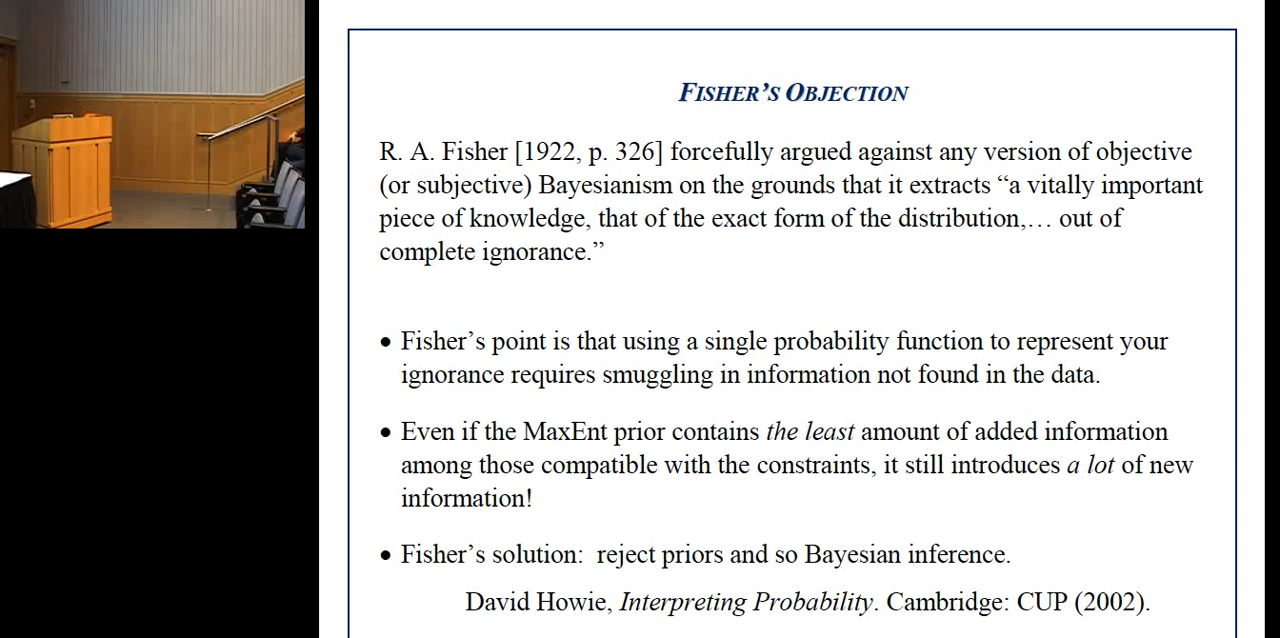 FISHER'S OBJECTION
R. A. Fisher [1922, p. 326] forcefully argued against any version of objective
(or subjective) Bayesianism on the grounds that it extracts “a vitally important
piece of knowledge, that of the exact form of the distribution,… out of
complete ignorance.”
• Fisher’s point is that using a single probability function to represent your
ignorance requires smuggling in information not found in the data.
• Even if the MaxEnt prior contains the least amount of added information
among those compatible with the constraints, it still introduces a lot of new
information!
• Fisher’s solution: reject priors and so Bayesian inference.
David Howie, Interpreting Probability. Cambridge: CUP (2002).